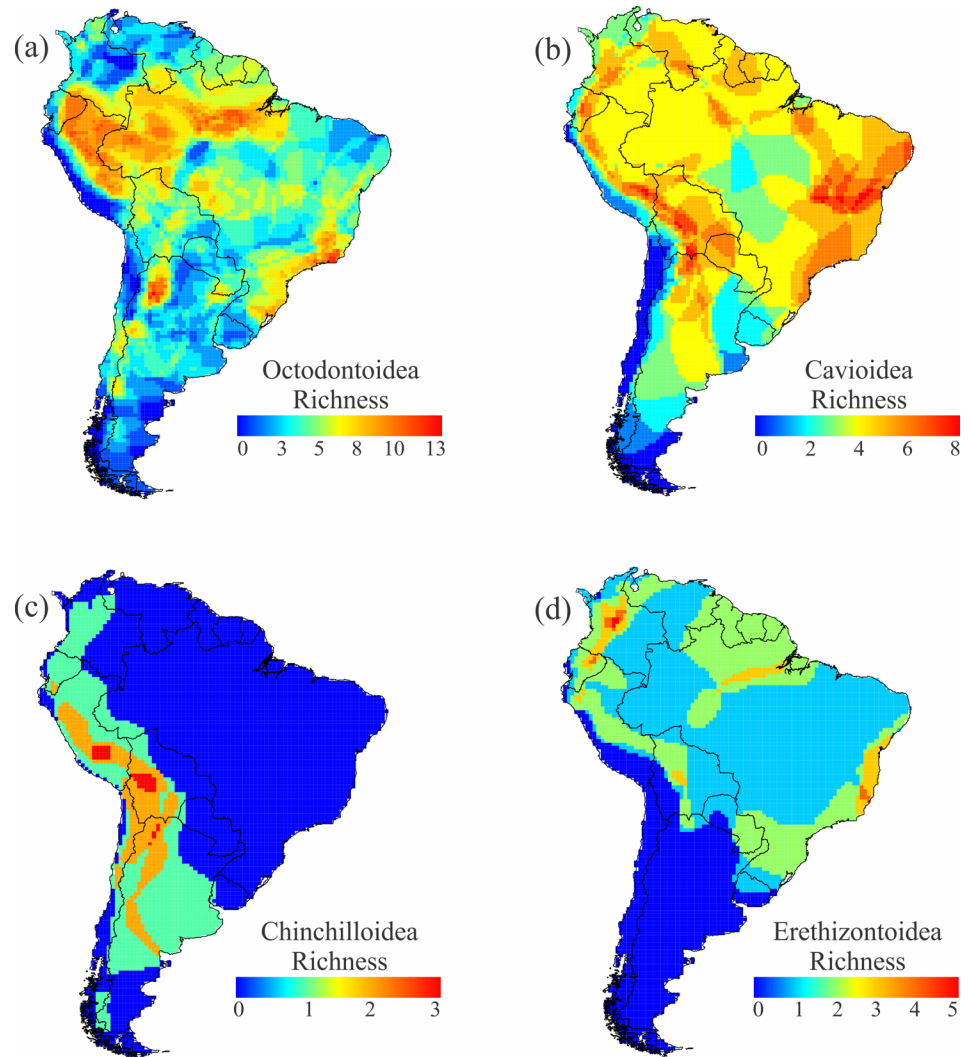 (a)
Octodontoidea
Richness
0 3 5 8 10 13
(b)
Cavioidea
Richness
0 2 4 6 8
(c)
Chinchilloidea
Richness
0 1 2 3
(d)
Erethizontoidea
Richness
0 1 2 3 4 5